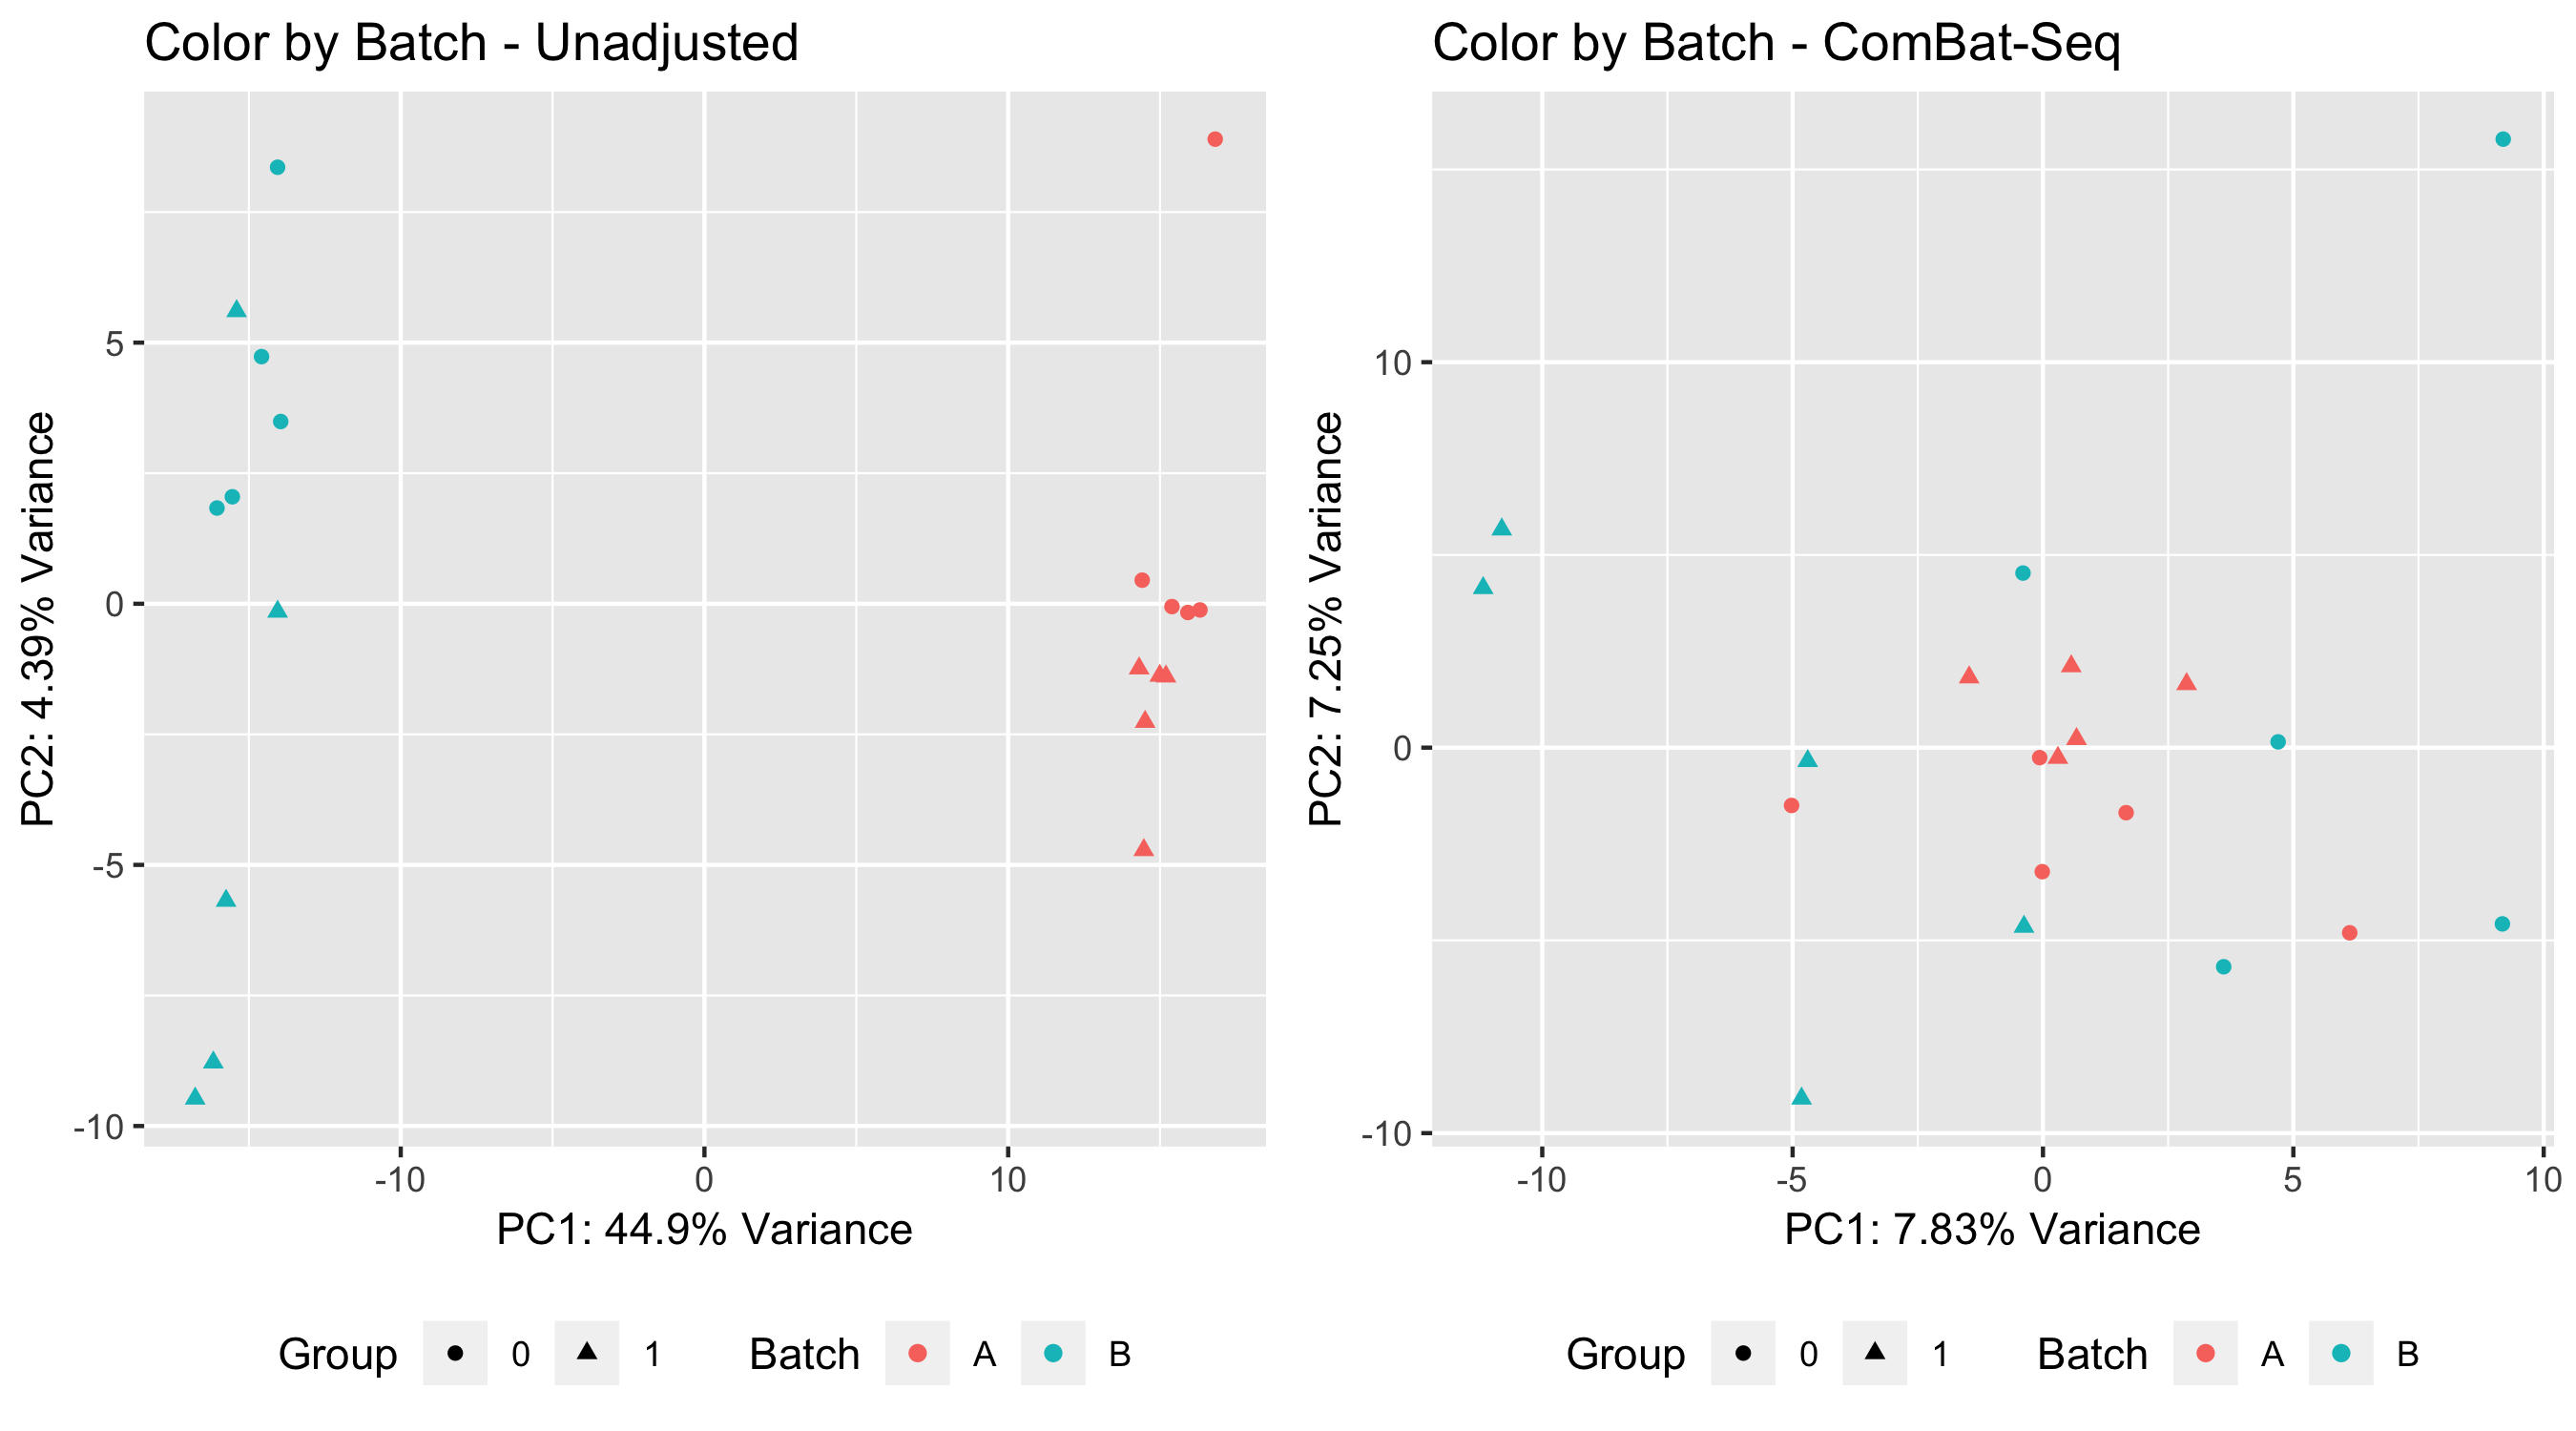 Color by Batch - Unadjusted
PC2: 4.39% Variance
5
0
-5
-10
-10 0 10
PC1: 44.9% Variance
Group 0 1 Batch A B
Color by Batch - ComBat-Seq
PC2: 7.25% Variance
10
0
-10
-10 -5 0 5 10
PC1: 7.83% Variance
Group 0 1 Batch A B